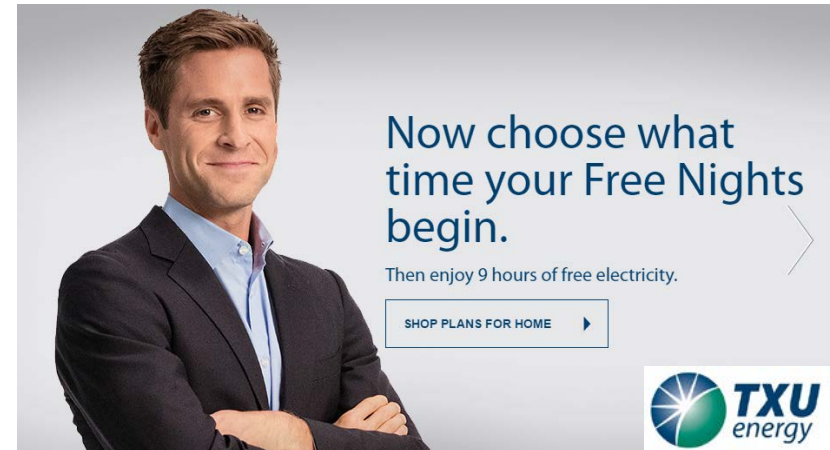 Now choose what
time your Free Nights
begin.
Then enjoy 9 hours of free electricity.
SHOP PLANS FOR HOME
TXU
energy